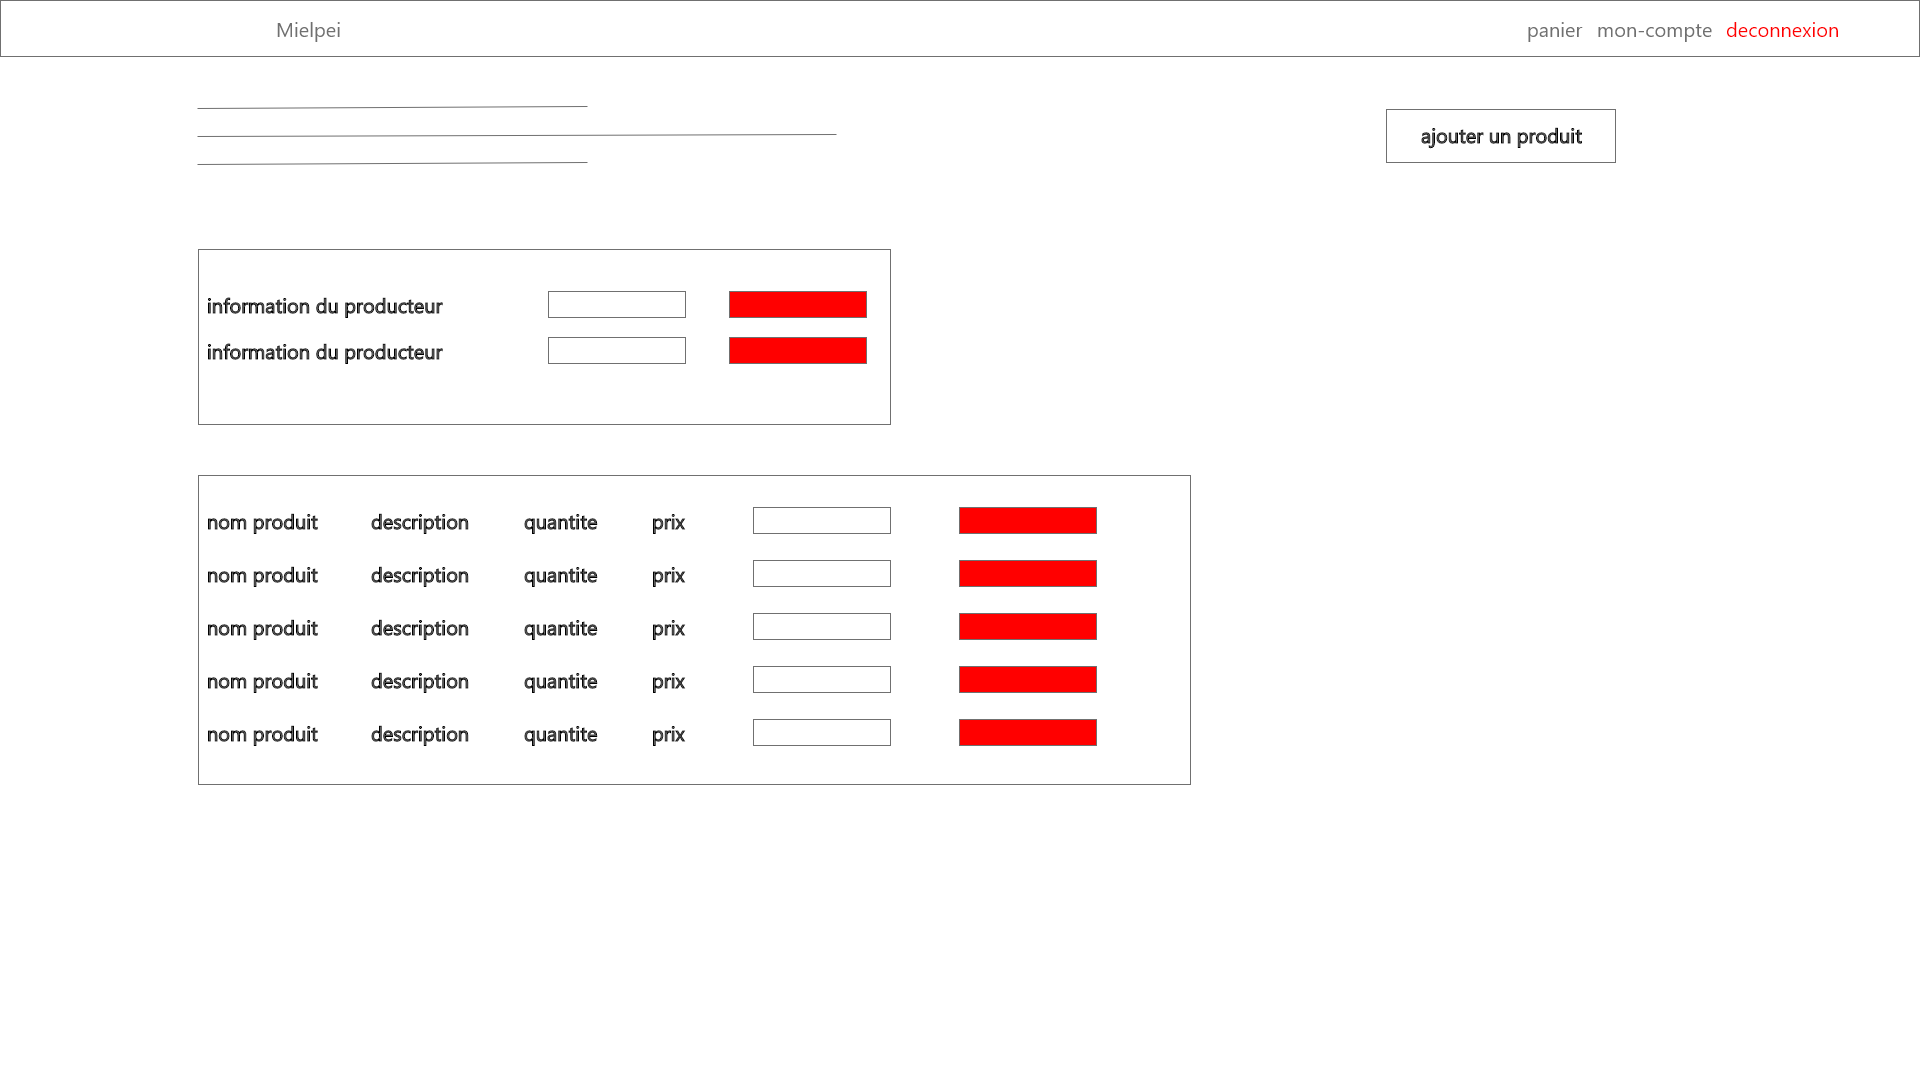 Mielpei panier mon-compte deconnexion
ajouter un produit
information du producteur
information du producteur
nom produit description quantite prix
nom produit description quantite prix
nom produit description quantite prix
nom produit description quantite prix
nom produit description quantite prix